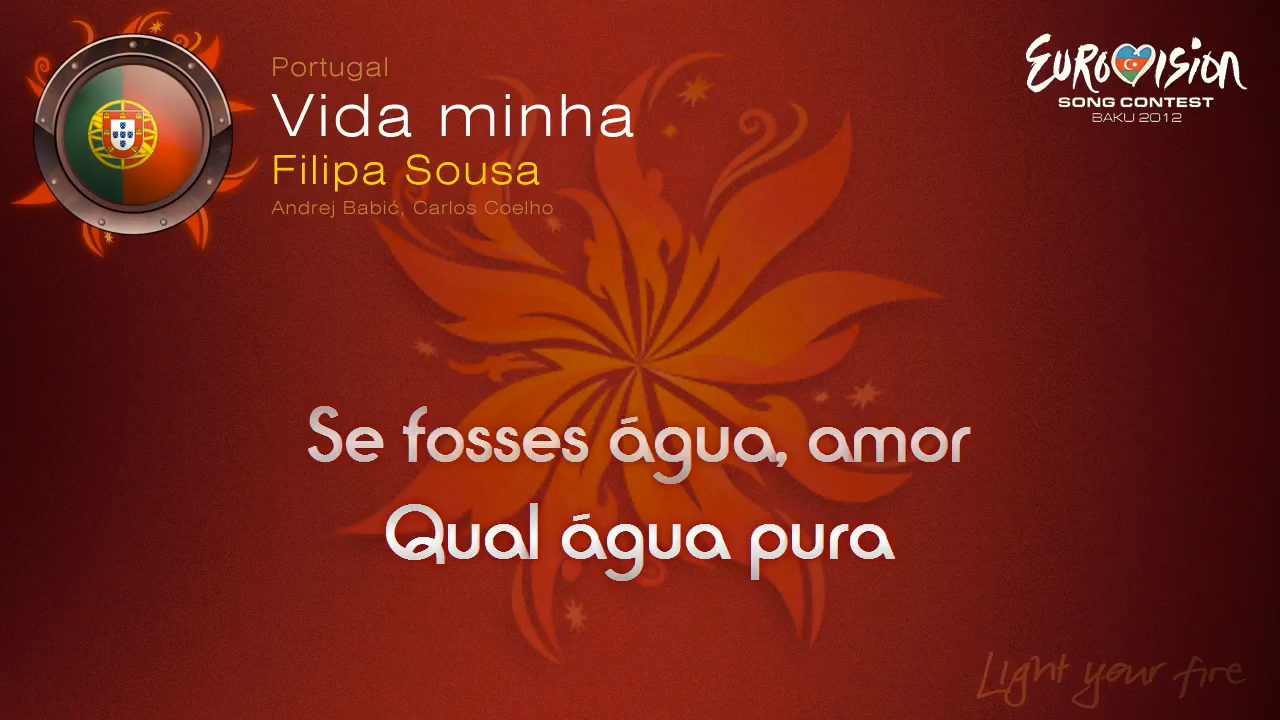 Portugal
Vida minha
Filipa Sousa
Andrej Babić, Carlos Coelho
EUROVISION
SONG CONTEST
BAKU 2012
Se fosses água, amor
Qual água pura
Light your fire